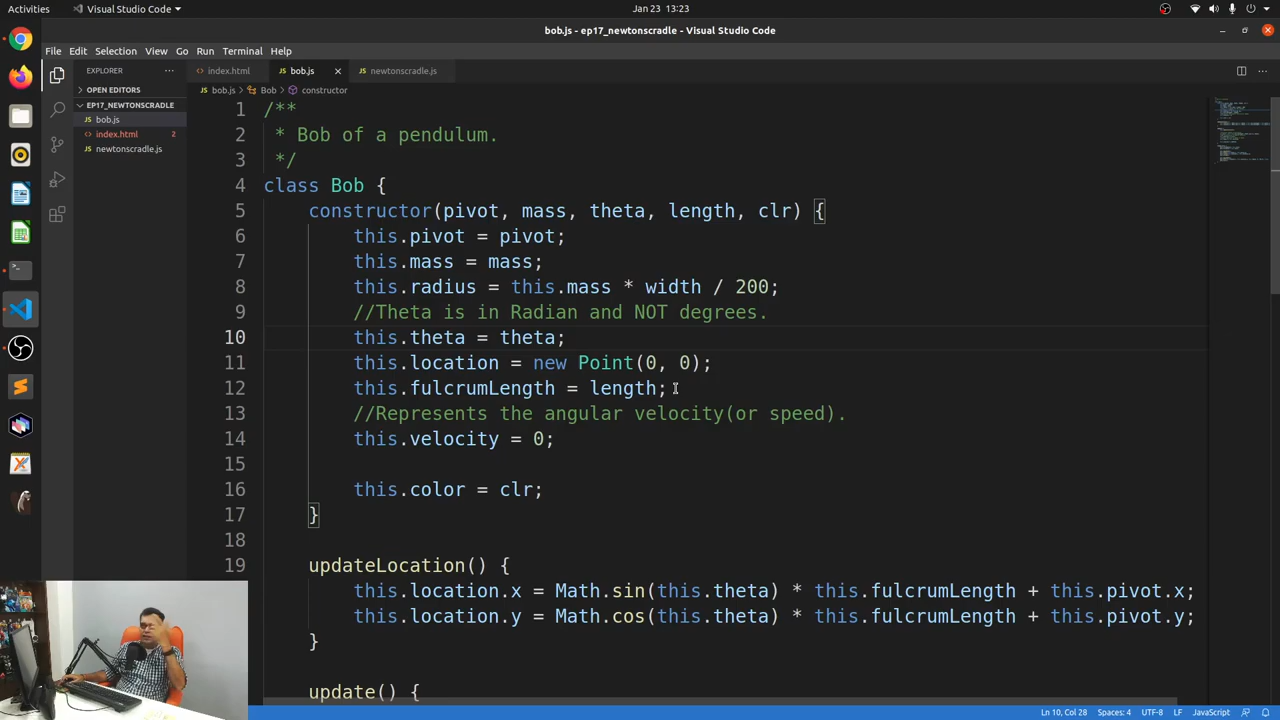 Activities
Visual Studio Code
Jan 23 13:23
bob.js - ep17_newtonscradle - Visual Studio Code
File Edit Selection View Go Run Terminal Help
EXPLORER
OPEN EDITORS
EP17_NEWTONSCRADLE
bob.js
index.html 2
newtonscradle.js
index.html
bob.js
newtonscradle.js
bob.js > Bob > constructor
1 /**
2 * Bob of a pendulum.
3 */
4 class Bob {
5 constructor(pivot, mass, theta, length, clr) {
6 this.pivot = pivot;
7 this.mass = mass;
8 this.radius = this.mass * width / 200;
9 //Theta is in Radian and NOT degrees.
10 this.theta = theta;
11 this.location = new Point(0, 0);
12 this.fulcrumLength = length;
13 //Represents the angular velocity(or speed).
14 this.velocity = 0;
15
16 this.color = clr;
17 }
18
19 updateLocation() {
this.location.x = Math.sin(this.theta) * this.fulcrumLength + this.pivot.x;
this.location.y = Math.cos(this.theta) * this.fulcrumLength + this.pivot.y;
}
update() {
Ln 10, Col 28 Spaces: 4 UTF-8 LF JavaScript